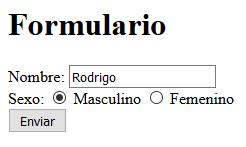 Formulario
Nombre: Rodrigo
Sexo: Masculino Femenino
Enviar